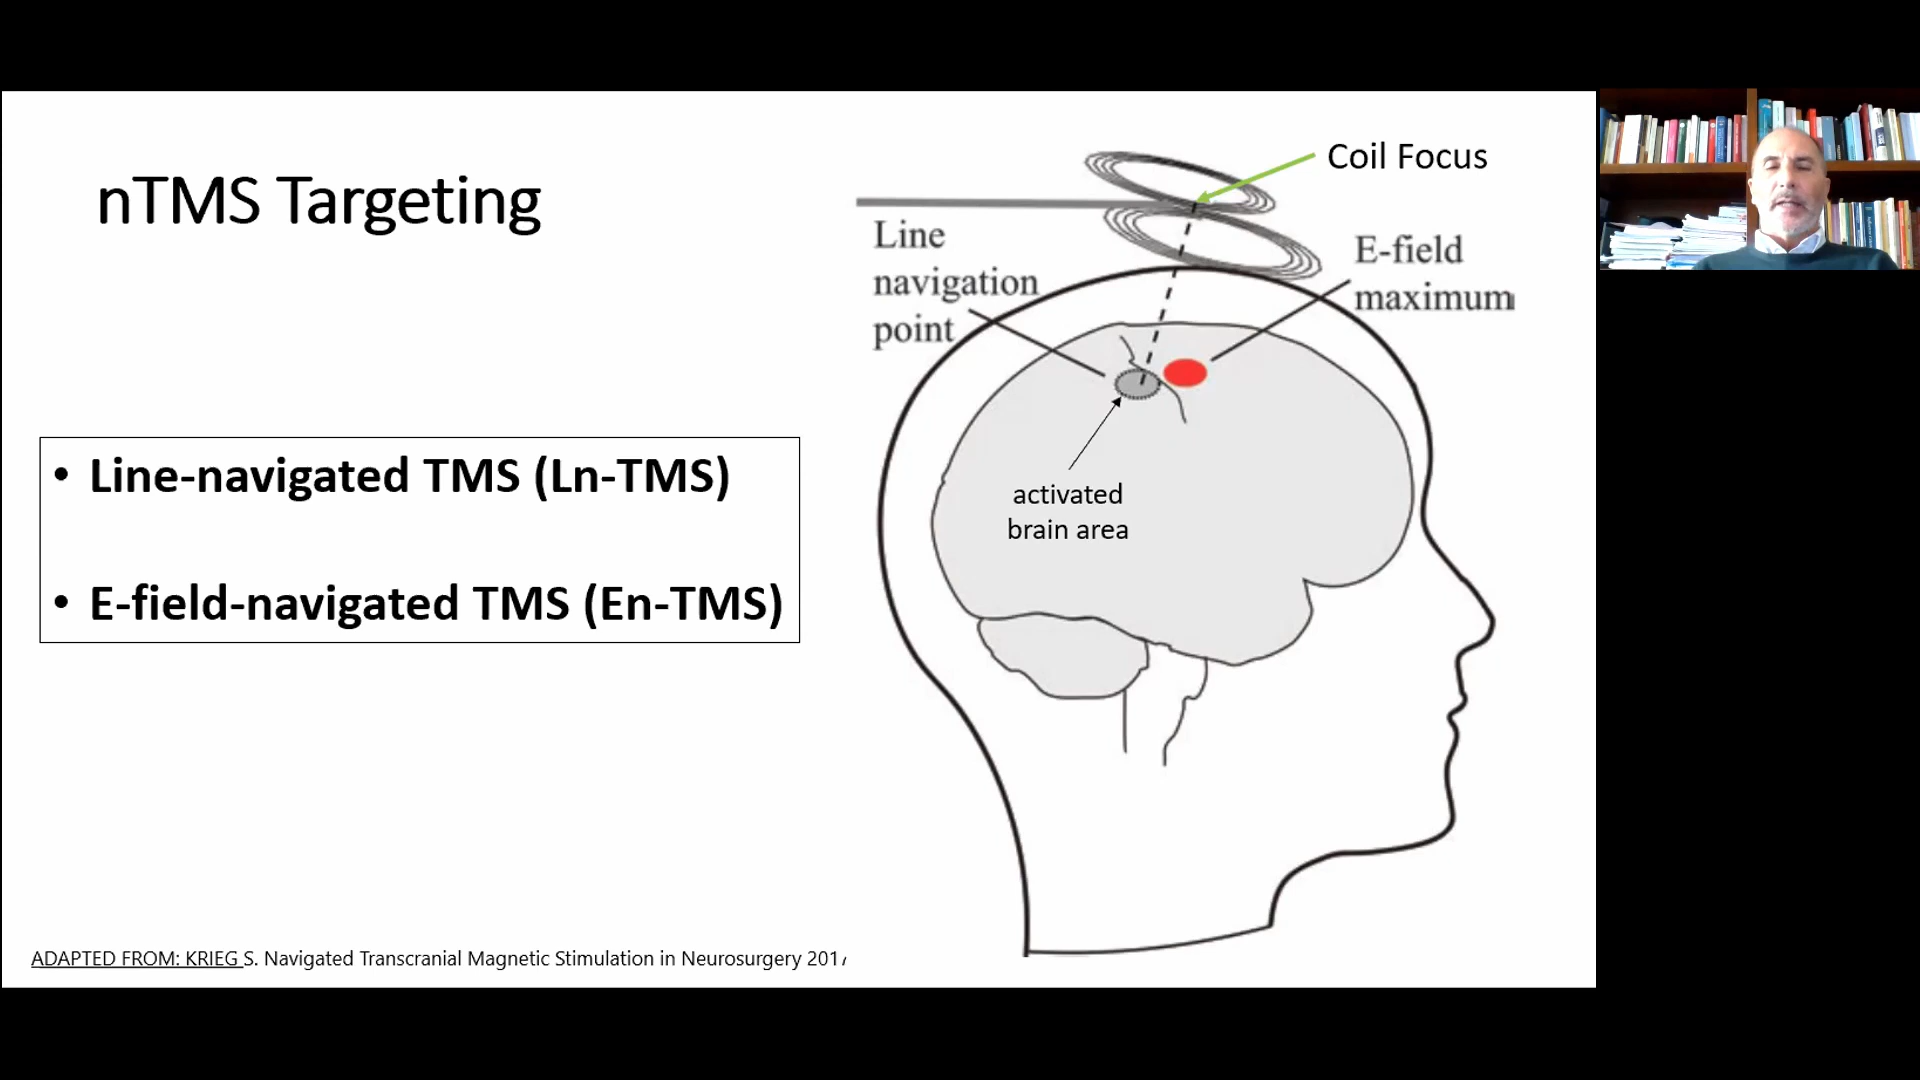 nTMS Targeting
• Line-navigated TMS (Ln-TMS)
• E-field-navigated TMS (En-TMS)
Coil Focus
Line
navigation
point
E-field
maximum
activated
brain area
ADAPTED FROM: KRIEG S. Navigated Transcranial Magnetic Stimulation in Neurosurgery 2017